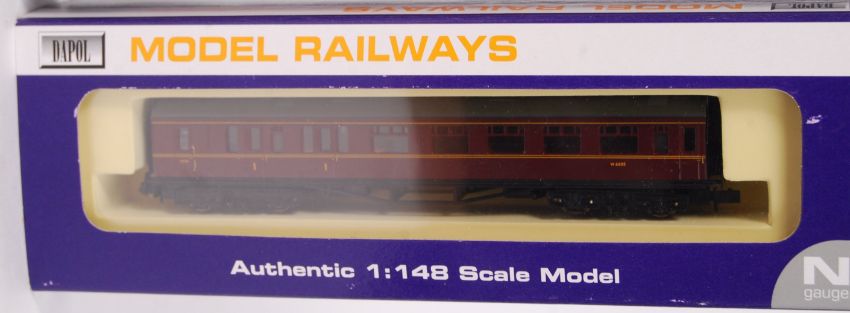 DAPOL
MODEL RAILWAYS
Authentic 1:148 Scale Model
N
gauge